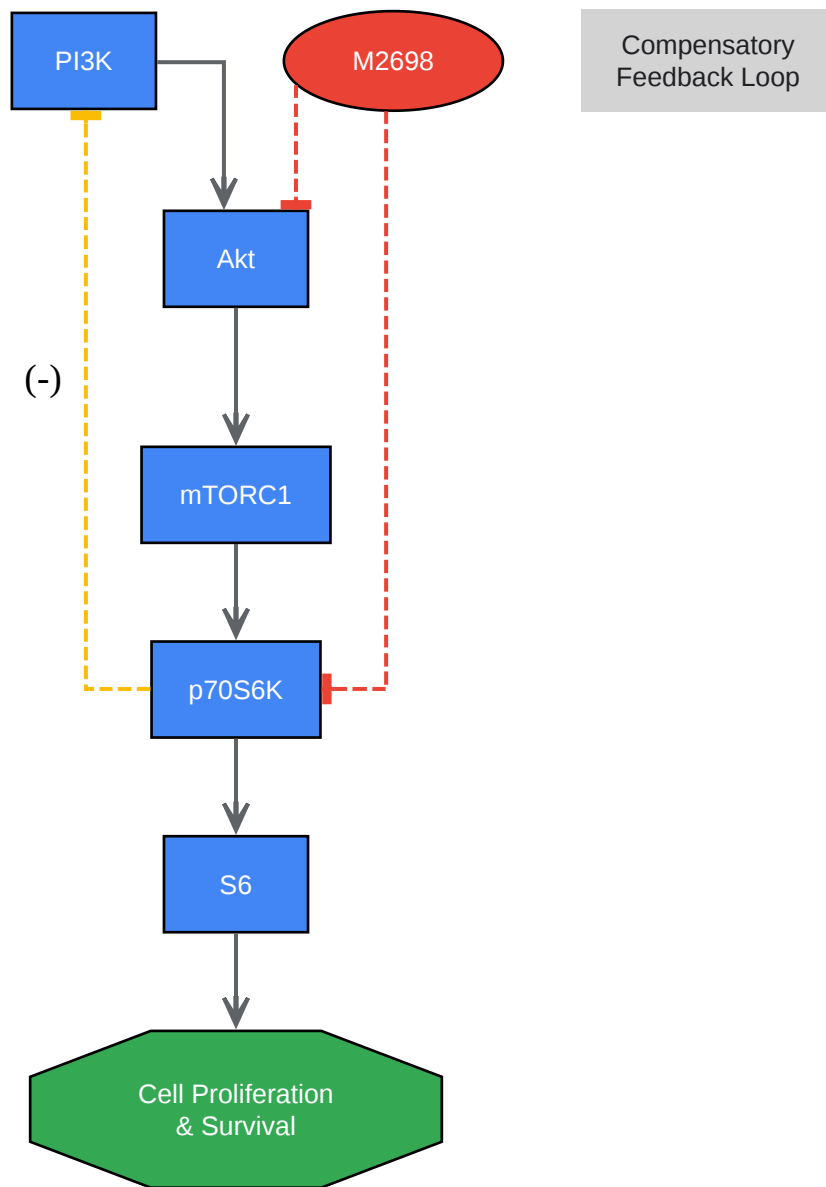 PI3K
M2698
Compensatory
Feedback Loop
Akt
(-)
mTORC1
p70S6K
S6
Cell Proliferation
& Survival